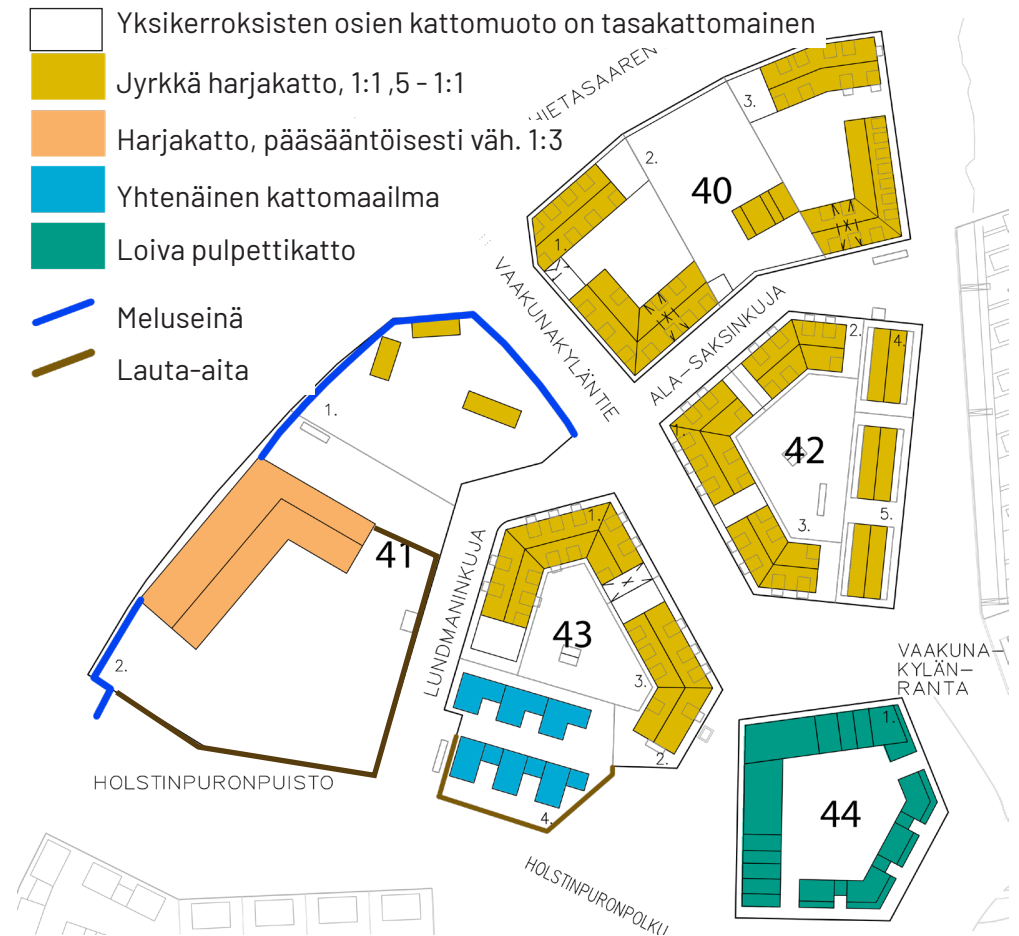 Yksikerroksisten osien kattomuoto on tasakattomainen
Jyrkkä harjakatto, 1:1 ,5 - 1:1
Harjakatto, pääsääntöisesti väh. 1:3
Yhtenäinen kattomaailma
Loiva pulpettikatto
Meluseinä
Lauta-aita
HIETASAAREN
3.
2.
40
1.
VAAKUNAKYLÄNTIE
ALA-SAKSINKUJA
2.
4.
1.
42
3.
5.
1.
41
2.
LUNDMANINKUJA
1.
43
3.
2.
4.
VAAKUNA-
KYLÄN-
RANTA
1.
44
HOLSTINPURONPUISTO
HOLSTINPURONPOLKU